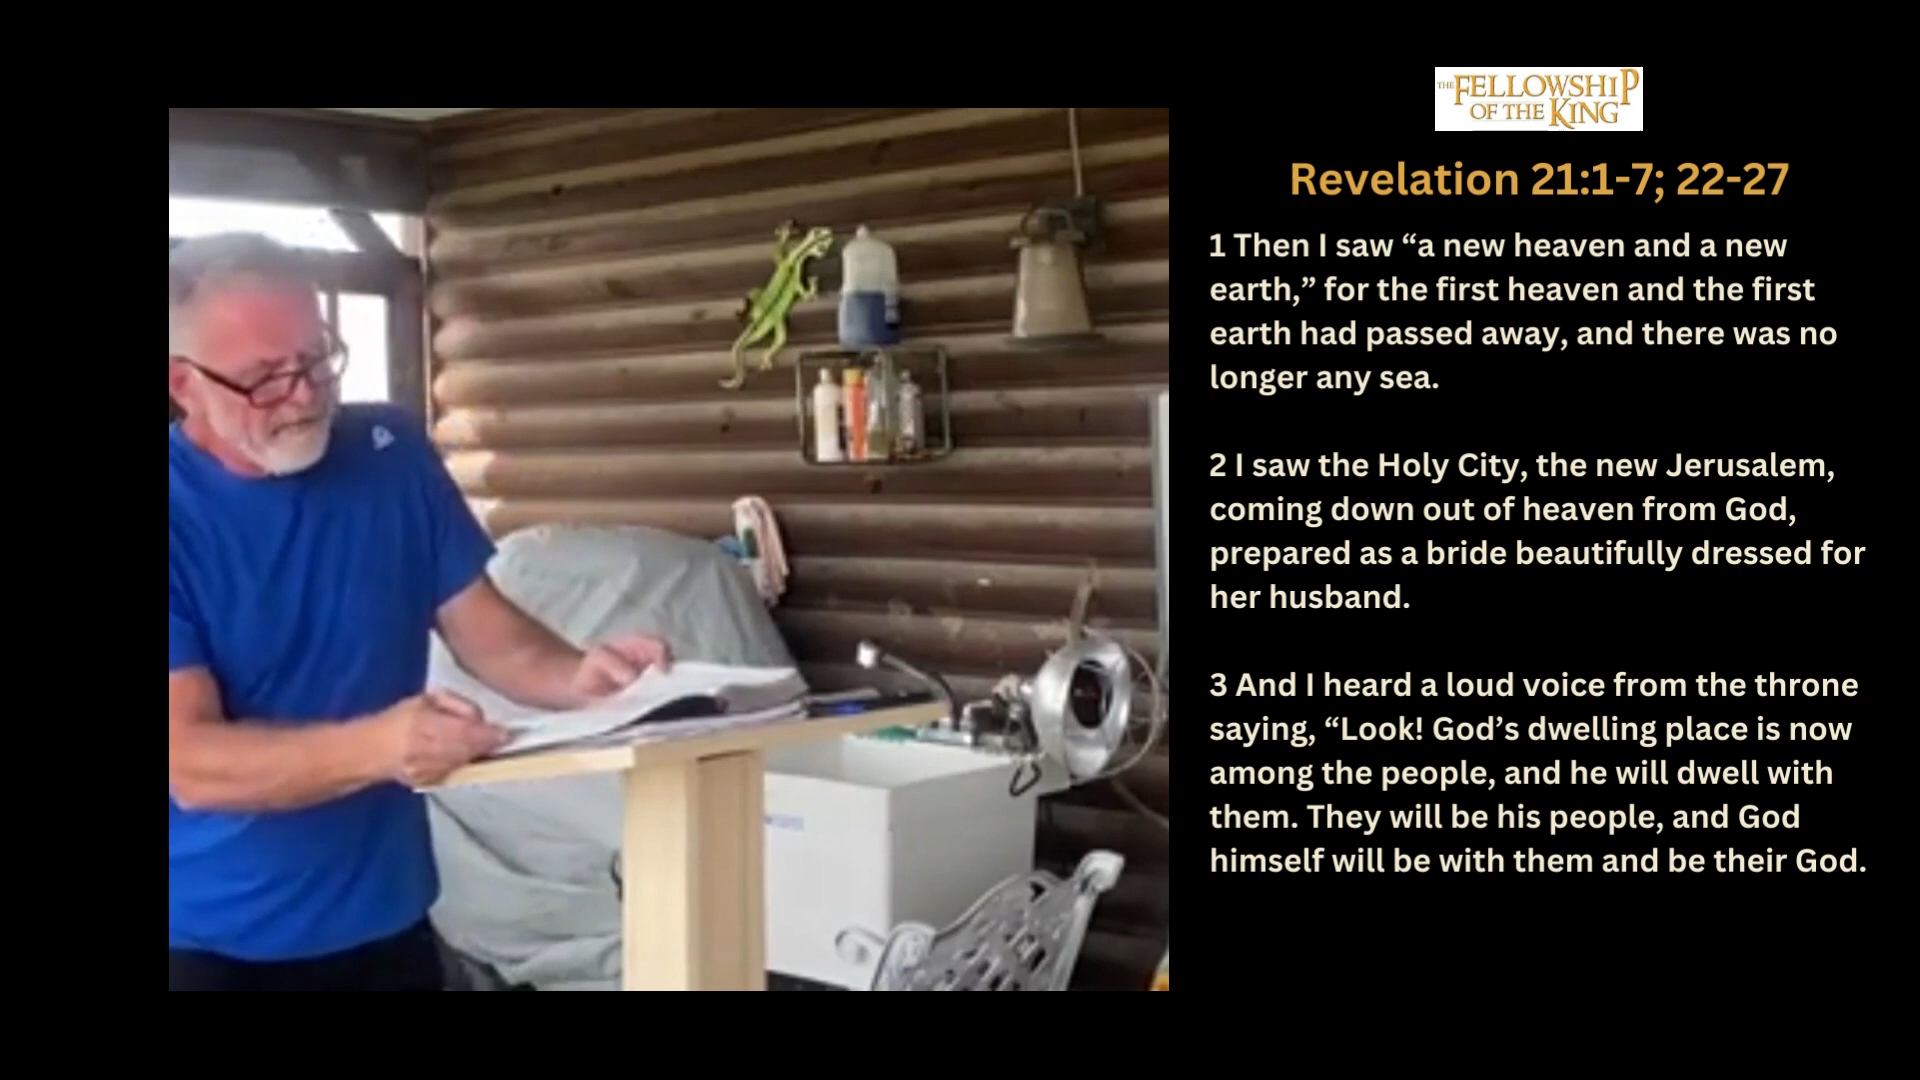 THE FELLOWSHIP
OF THE KING
Revelation 21:1-7; 22-27
1 Then I saw “a new heaven and a new
earth,” for the first heaven and the first
earth had passed away, and there was no
longer any sea.
2 I saw the Holy City, the new Jerusalem,
coming down out of heaven from God,
prepared as a bride beautifully dressed for
her husband.
3 And I heard a loud voice from the throne
saying, “Look! God’s dwelling place is now
among the people, and he will dwell with
them. They will be his people, and God
himself will be with them and be their God.